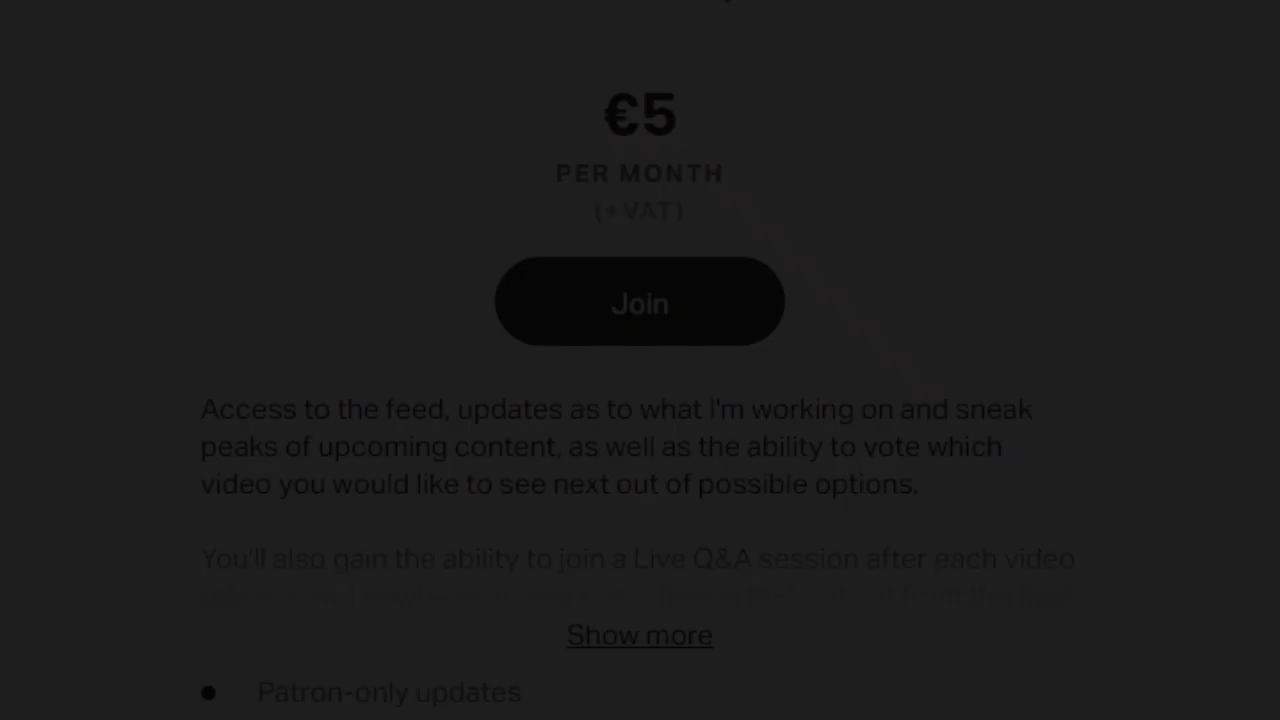 €5
PER MONTH
(+ VAT)
Join
Access to the feed, updates as to what I'm working on and sneak
peaks of upcoming content, as well as the ability to vote which
video you would like to see next out of possible options.
You'll also gain the ability to join a Live Q&A session after each video
Show more
Patron-only updates